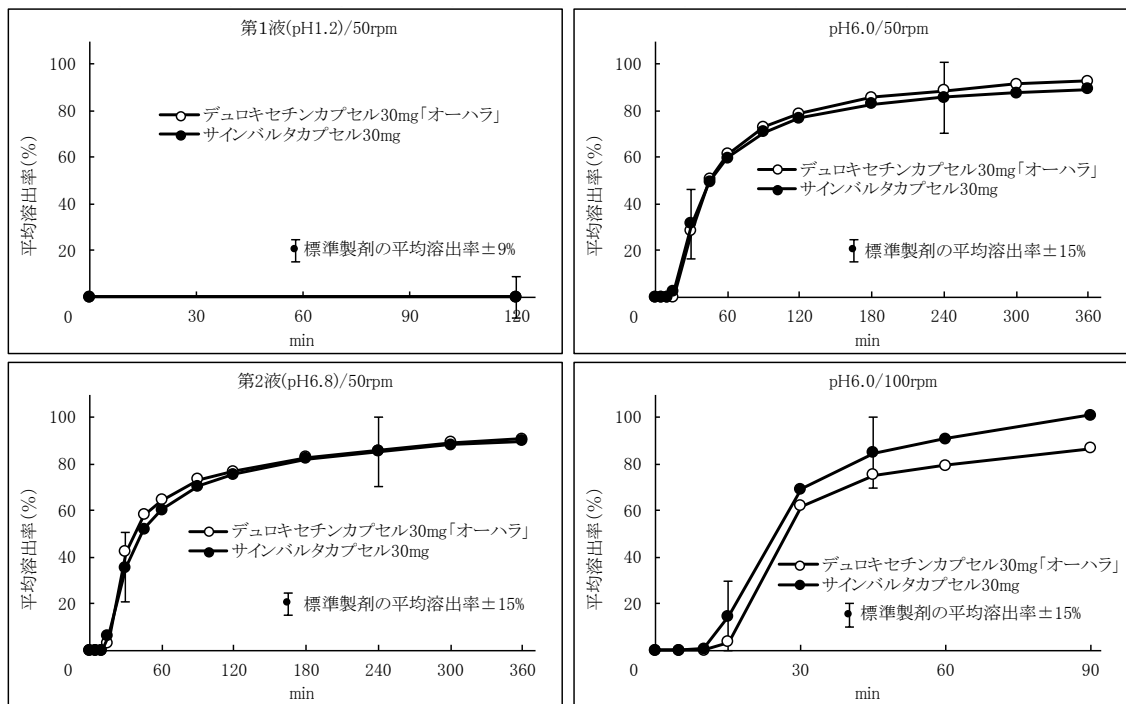 第1液(pH1.2)/50rpm
平均溶出率(%)
100
80
60
40
20
0
デュロキセチンカプセル30mg「オーハラ」
サインバルタカプセル30mg
標準製剤の平均溶出率±9%
30
60
90
120
min
pH6.0/50rpm
平均溶出率(%)
100
80
60
40
20
0
デュロキセチンカプセル30mg「オーハラ」
サインバルタカプセル30mg
標準製剤の平均溶出率±15%
60
120
180
240
300
360
min
第2液(pH6.8)/50rpm
平均溶出率(%)
100
80
60
40
20
0
デュロキセチンカプセル30mg「オーハラ」
サインバルタカプセル30mg
標準製剤の平均溶出率±15%
60
120
180
240
300
360
min
pH6.0/100rpm
平均溶出率(%)
100
80
60
40
20
0
デュロキセチンカプセル30mg「オーハラ」
サインバルタカプセル30mg
標準製剤の平均溶出率±15%
30
60
90
min